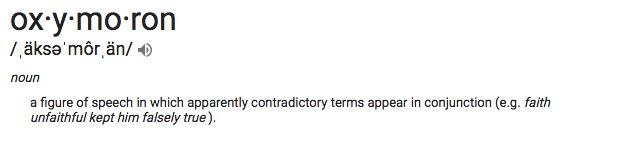 ox·y·mo·ron
/ˌäksəˈmôrˌän/
noun
a figure of speech in which apparently contradictory terms appear in conjunction (e.g. faith
unfaithful kept him falsely true ).